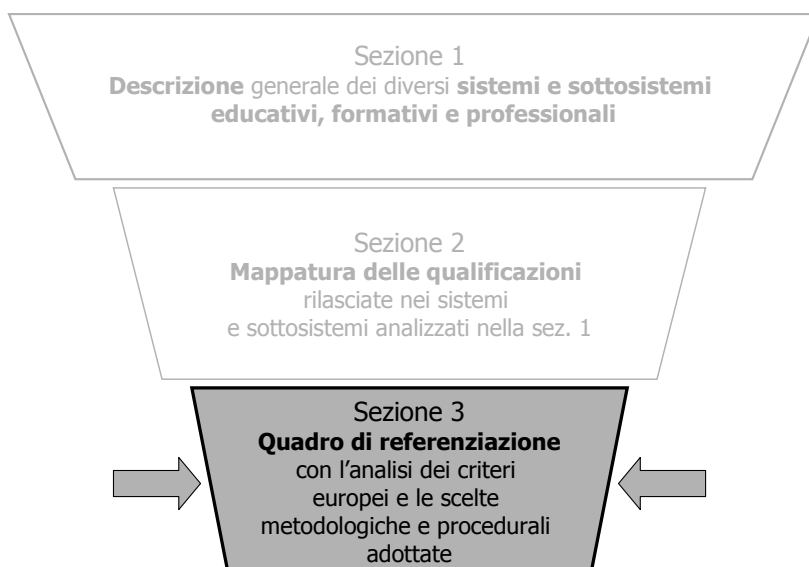 Sezione 1
Descrizione generale dei diversi sistemi e sottosistemi
educativi, formativi e professionali
Sezione 2
Mappatura delle qualificazioni
rilasciate nei sistemi
e sottosistemi analizzati nella sez. 1
Sezione 3
Quadro di referenziazione
con l’analisi dei criteri
europei e le scelte
metodologiche e procedurali
adottate